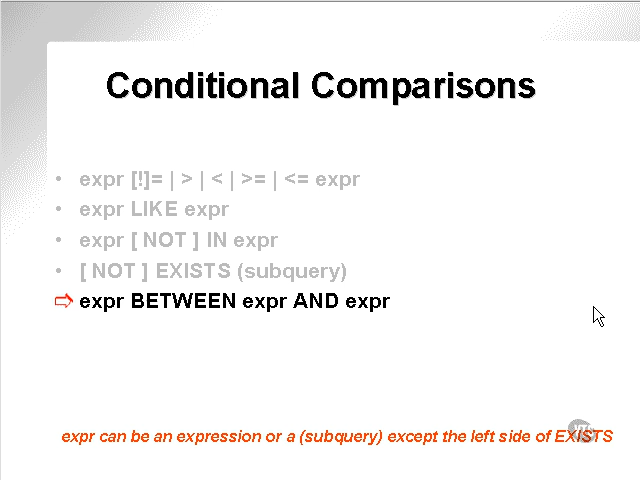 Conditional Comparisons
• expr [!]= | > | < | >= | <= expr
• expr LIKE expr
• expr [ NOT ] IN expr
• [ NOT ] EXISTS (subquery)
⇨ expr BETWEEN expr AND expr
expr can be an expression or a (subquery) except the left side of EXISTS